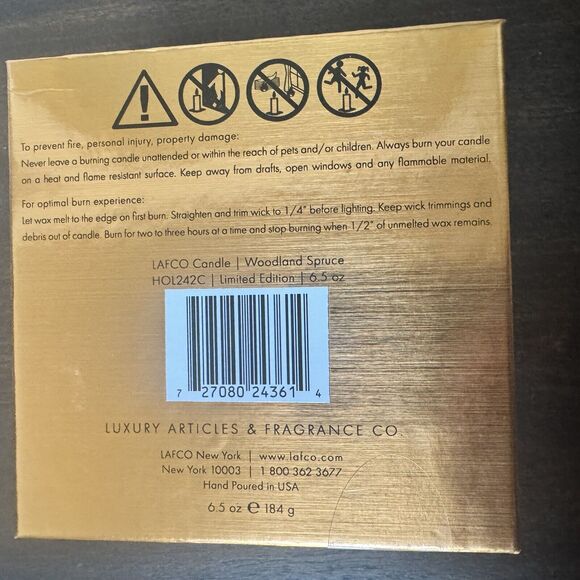 To prevent fire, personal injury, property damage:
Never leave a burning candle unattended or within the reach of pets and/or children. Always burn your candle
on a heat and flame resistant surface. Keep away from drafts, open windows and any flammable material.
For optimal burn experience:
Let wax melt to the edge on first burn. Straighten and trim wick to 1/4" before lighting. Keep wick trimmings and
debris out of candle. Burn for two to three hours at a time and stop burning when 1/2" of unmelted wax remains.
LAFCO Candle | Woodland Spruce
HOL242C | Limited Edition | 6.5 oz
7 27080 24361 4
LUXURY ARTICLES & FRAGRANCE CO.
LAFCO New York | www.lafco.com
New York 10003 | 1 800 362 3677
Hand Poured in USA
6.5 oz ℮ 184 g